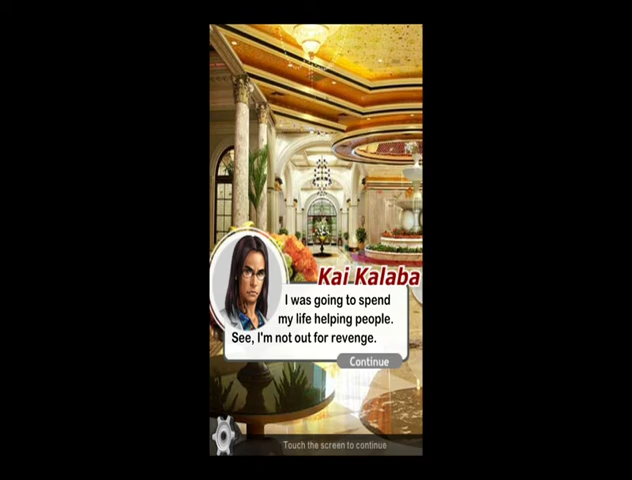 Kai Kalaba
I was going to spend
my life helping people.
See, I'm not out for revenge.
Continue
Touch the screen to continue